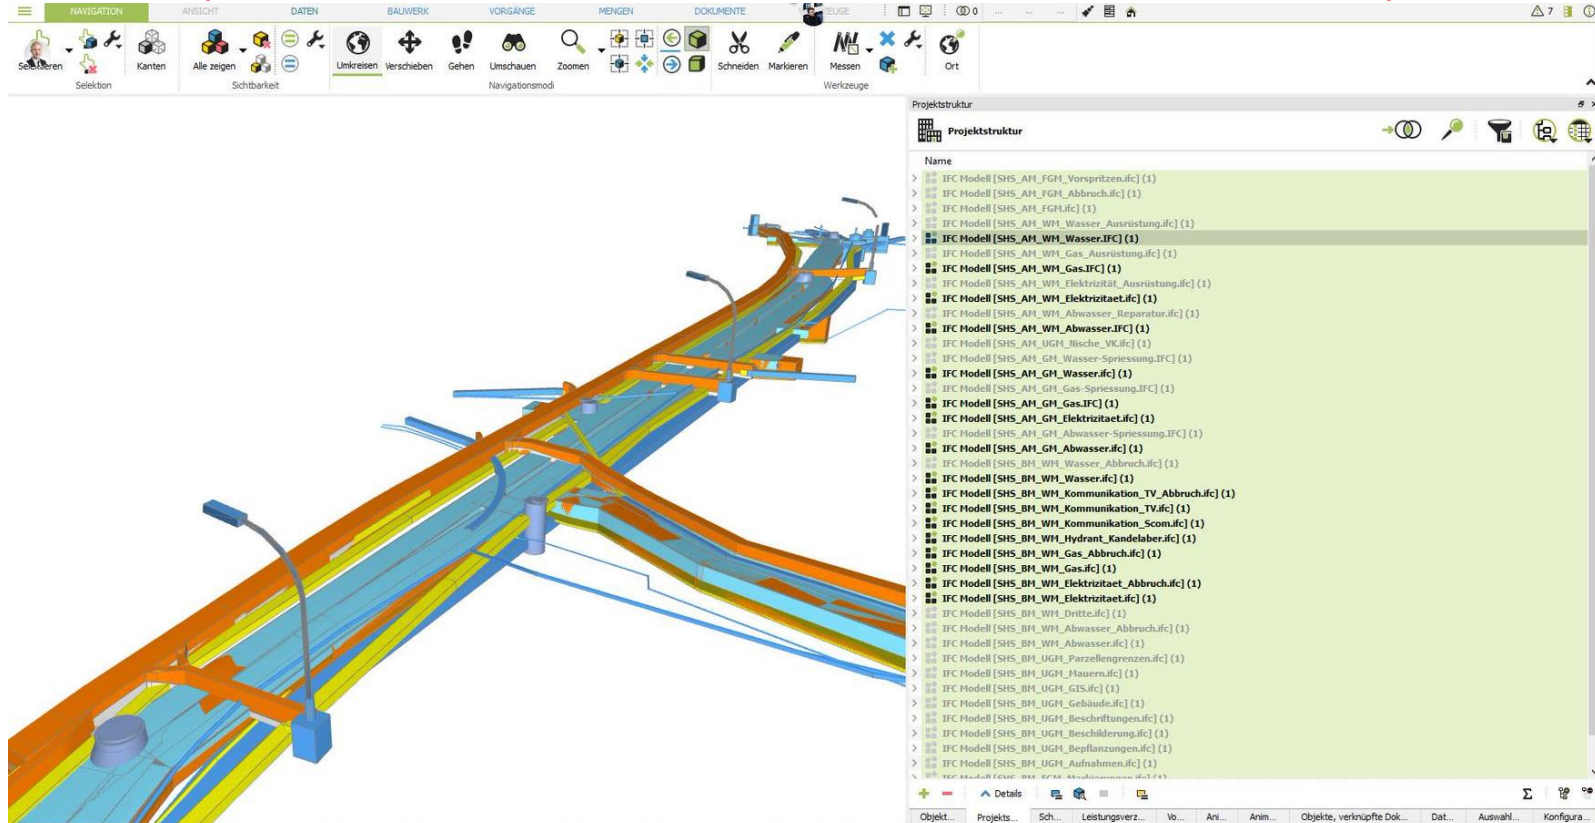 NAVIGATION ANSICHT DATEN BAUWERK VORGÄNGE MENGEN DOKUMENTE 0 ... ... ... 7
Selektieren Kanten Alle zeigen Umkreisen Verschieben Gehen Umschauen Zoomen Schneiden Markieren Messen Ort
Selektion Sichtbarkeit Navigationsmodi Werkzeuge
Projektstruktur
Projektstruktur
Name
IFC Modell [SHS_AM_FGM_Vorspritzen.ifc] (1)
IFC Modell [SHS_AM_FGM_Abbruch.ifc] (1)
IFC Modell [SHS_AM_FGM.ifc] (1)
IFC Modell [SHS_AM_WM_Wasser_Ausrüstung.ifc] (1)
IFC Modell [SHS_AM_WM_Wasser.IFC] (1)
IFC Modell [SHS_AM_WM_Gas_Ausrüstung.ifc] (1)
IFC Modell [SHS_AM_WM_Gas.IFC] (1)
IFC Modell [SHS_AM_WM_Elektrizität_Ausrüstung.ifc] (1)
IFC Modell [SHS_AM_WM_Elektrizitaet.ifc] (1)
IFC Modell [SHS_AM_WM_Abwasser_Reparatur.ifc] (1)
IFC Modell [SHS_AM_WM_Abwasser.IFC] (1)
IFC Modell [SHS_AM_UGM_Nische_VK.ifc] (1)
IFC Modell [SHS_AM_GM_Wasser-Spriessung.IFC] (1)
IFC Modell [SHS_AM_GM_Wasser.ifc] (1)
IFC Modell [SHS_AM_GM_Gas-Spriessung.IFC] (1)
IFC Modell [SHS_AM_GM_Gas.IFC] (1)
IFC Modell [SHS_AM_GM_Elektrizitaet.ifc] (1)
IFC Modell [SHS_AM_GM_Abwasser-Spriessung.IFC] (1)
IFC Modell [SHS_AM_GM_Abwasser.ifc] (1)
IFC Modell [SHS_BM_WM_Wasser_Abbruch.ifc] (1)
IFC Modell [SHS_BM_WM_Wasser.ifc] (1)
IFC Modell [SHS_BM_WM_Kommunikation_TV_Abbruch.ifc] (1)
IFC Modell [SHS_BM_WM_Kommunikation_TV.ifc] (1)
IFC Modell [SHS_BM_WM_Kommunikation_Scom.ifc] (1)
IFC Modell [SHS_BM_WM_Hydrant_Kandelaber.ifc] (1)
IFC Modell [SHS_BM_WM_Gas_Abbruch.ifc] (1)
IFC Modell [SHS_BM_WM_Gas.ifc] (1)
IFC Modell [SHS_BM_WM_Elektrizitaet_Abbruch.ifc] (1)
IFC Modell [SHS_BM_WM_Elektrizitaet.ifc] (1)
IFC Modell [SHS_BM_WM_Dritte.ifc] (1)
IFC Modell [SHS_BM_WM_Abwasser_Abbruch.ifc] (1)
IFC Modell [SHS_BM_WM_Abwasser.ifc] (1)
IFC Modell [SHS_BM_UGM_Parzellengrenzen.ifc] (1)
IFC Modell [SHS_BM_UGM_Mauern.ifc] (1)
IFC Modell [SHS_BM_UGM_GIS.ifc] (1)
IFC Modell [SHS_BM_UGM_Gebäude.ifc] (1)
IFC Modell [SHS_BM_UGM_Beschriftungen.ifc] (1)
IFC Modell [SHS_BM_UGM_Beschilderung.ifc] (1)
IFC Modell [SHS_BM_UGM_Bepflanzungen.ifc] (1)
IFC Modell [SHS_BM_UGM_Aufnahmen.ifc] (1)
IFC Modell [SHS_BM_FGM_Markierungen.ifc] (1)
Details Σ
Objekt... Projekts... Sch... Leistungsverz... Vo... Ani... Anim... Objekte, verknüpfte Dok... Dat... Auswahl... Konfigura...